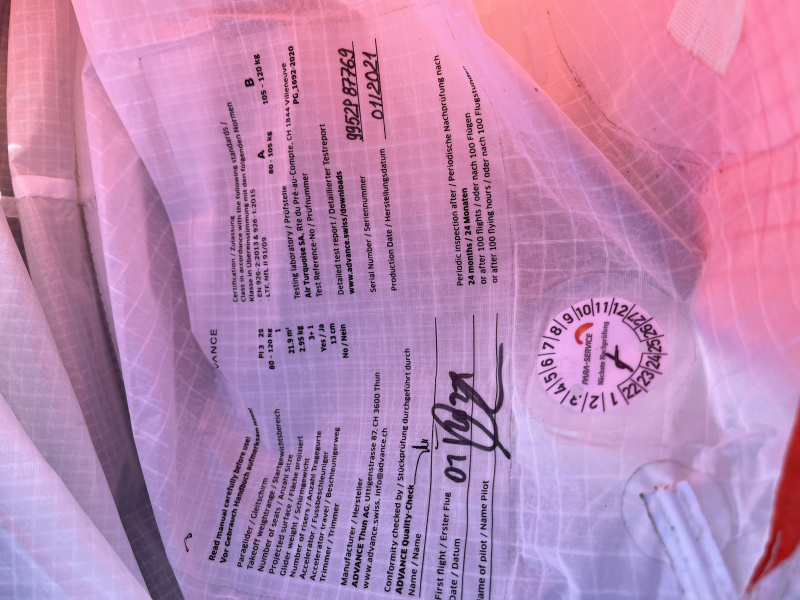 Read manual carefully before use!
Vor Gebrauch Handbuch aufmerksam
VANCE
Paraglider / Gleitschirm PI 3 25
Takeoff weightrange / Startgewichtsbereich 80 - 120 kg
Number of seats / Anzahl Sitze 1
Projected surface / Fläche projiziert 21.9 m²
Glider weight / Schirmgewicht 2.95 kg
Number of risers / Anzahl Tragegurte 3+1
Accelerator / Fussbeschleuniger Yes / Ja
Accelerator travel / Beschleunigerweg 13 cm
Trimmer / Trimmer No / Nein
Manufacturer / Hersteller
ADVANCE Thun AG, Uttigenstrasse 87, CH 3600 Thun
www.advance.swiss, info@advance.ch
Conformity checked by / Stückprüfung durchgeführt durch
ADVANCE Quality-Check
Name / Name
First flight / Erster Flug
Date / Datum 01
Name of pilot / Name Pilot
Certification / Zulassung
Class in accordance with the following standards /
Klasse in Übereinstimmung mit den folgenden Normen
- EN 926-2:2013 & 926-1:2015
- LTF, NfL II 91/09
A B
80 - 105 kg 105 - 120 kg
Testing laboratory / Prüfstelle
Air Turquoise SA, Rte du Pré-au-Compte, CH 1844 Villeneuve
Test Reference-No / Prüfnummer PG_1692-2020
Detailed test report / Detaillierter Testreport
www.advance.swiss/downloads
Serial Number / Seriennummer 9952P87769
Production Date / Herstellungsdatum 01/2021
Periodic inspection after / Periodische Nachprüfung nach
24 months / 24 Monaten
or after 100 flights / oder nach 100 Flügen
or after 100 flying hours / oder nach 100 Flugstunden
1 2 3 4 5 6 7 8 9 10 11 12
22 23 24 25 26 27
PARA-SERVICE
Nächste Nachprüfung